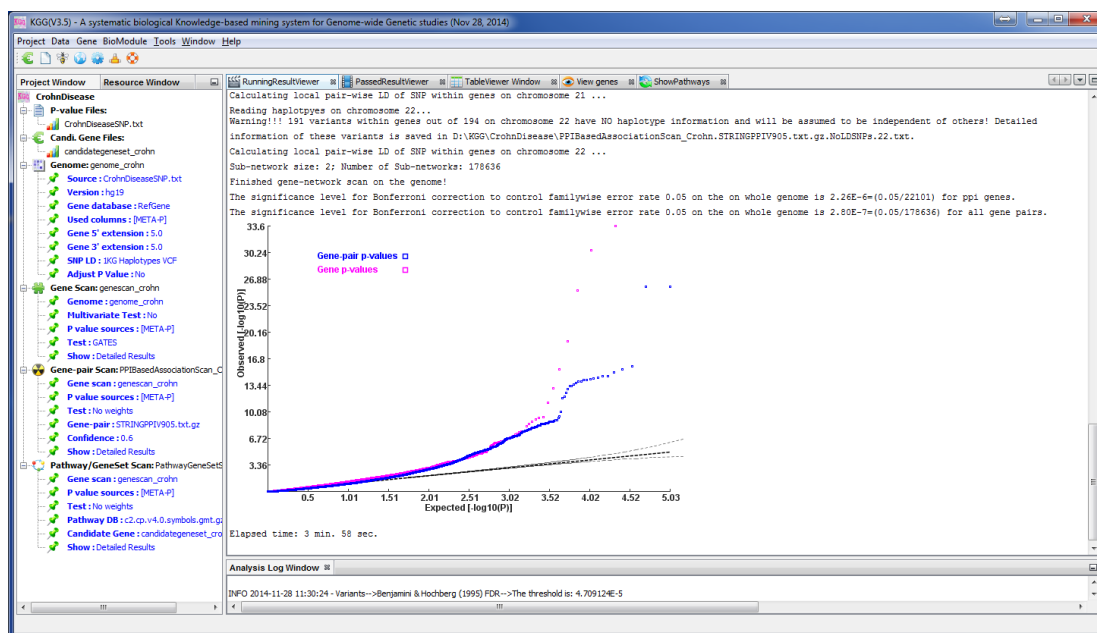 KGG(V3.5) - A systematic biological Knowledge-based mining system for Genome-wide Genetic studies (Nov 28, 2014)
Project Data Gene BioModule Tools Window Help
Project Window
Resource Window
CrohnDisease
P-value Files:
CrohnDiseaseSNP.txt
Candi. Gene Files:
candidategeneset_crohn
Genome: genome_crohn
Source : CrohnDiseaseSNP.txt
Version : hg19
Gene database : RefGene
Used columns : [META-P]
Gene 5' extension : 5.0
Gene 3' extension : 5.0
SNP LD : 1KG Haplotypes VCF
Adjust P Value : No
Gene Scan: genescan_crohn
Genome : genome_crohn
Multivariate Test : No
P value sources : [META-P]
Test : GATES
Show : Detailed Results
Gene-pair Scan: PPIBasedAssociationScan_C
Gene scan : genescan_crohn
P value sources : [META-P]
Test : No weights
Gene-pair : STRINGPPIV905.txt.gz
Confidence : 0.6
Show : Detailed Results
Pathway/GeneSet Scan: PathwayGeneSetS
Gene scan : genescan_crohn
P value sources : [META-P]
Test : No weights
Pathway DB : c2.cp.v4.0.symbols.gmt.gz
Candidate Gene : candidategeneset_cro
Show : Detailed Results
RunningResultViewer
PassedResultViewer
TableViewer Window
View genes
ShowPathways
Calculating local pair-wise LD of SNP within genes on chromosome 21 ...
Reading haplotpyes on chromosome 22...
Warning!!! 191 variants within genes out of 194 on chromosome 22 have NO haplotype information and will be assumed to be independent of others! Detailed
information of these variants is saved in D:\KGG\CrohnDisease\PPIBasedAssociationScan_Crohn.STRINGPPIV905.txt.gz.NoLDSNPs.22.txt.
Calculating local pair-wise LD of SNP within genes on chromosome 22 ...
Sub-network size: 2; Number of Sub-networks: 178636
Finished gene-network scan on the genome!
The significance level for Bonferroni correction to control familywise error rate 0.05 on the on whole genome is 2.26E-6=(0.05/22101) for ppi genes.
The significance level for Bonferroni correction to control familywise error rate 0.05 on the on whole genome is 2.80E-7=(0.05/178636) for all gene pairs.
33.6
30.24
26.88
23.52
20.16
16.8
13.44
10.08
6.72
3.36
Observed [-log10(P)]
Gene-pair p-values
Gene p-values
0.5 1.01 1.51 2.01 2.51 3.02 3.52 4.02 4.52 5.03
Expected [-log10(P)]
Elapsed time: 3 min. 58 sec.
Analysis Log Window
INFO 2014-11-28 11:30:24 - Variants-->Benjamini & Hochberg (1995) FDR-->The threshold is: 4.709124E-5